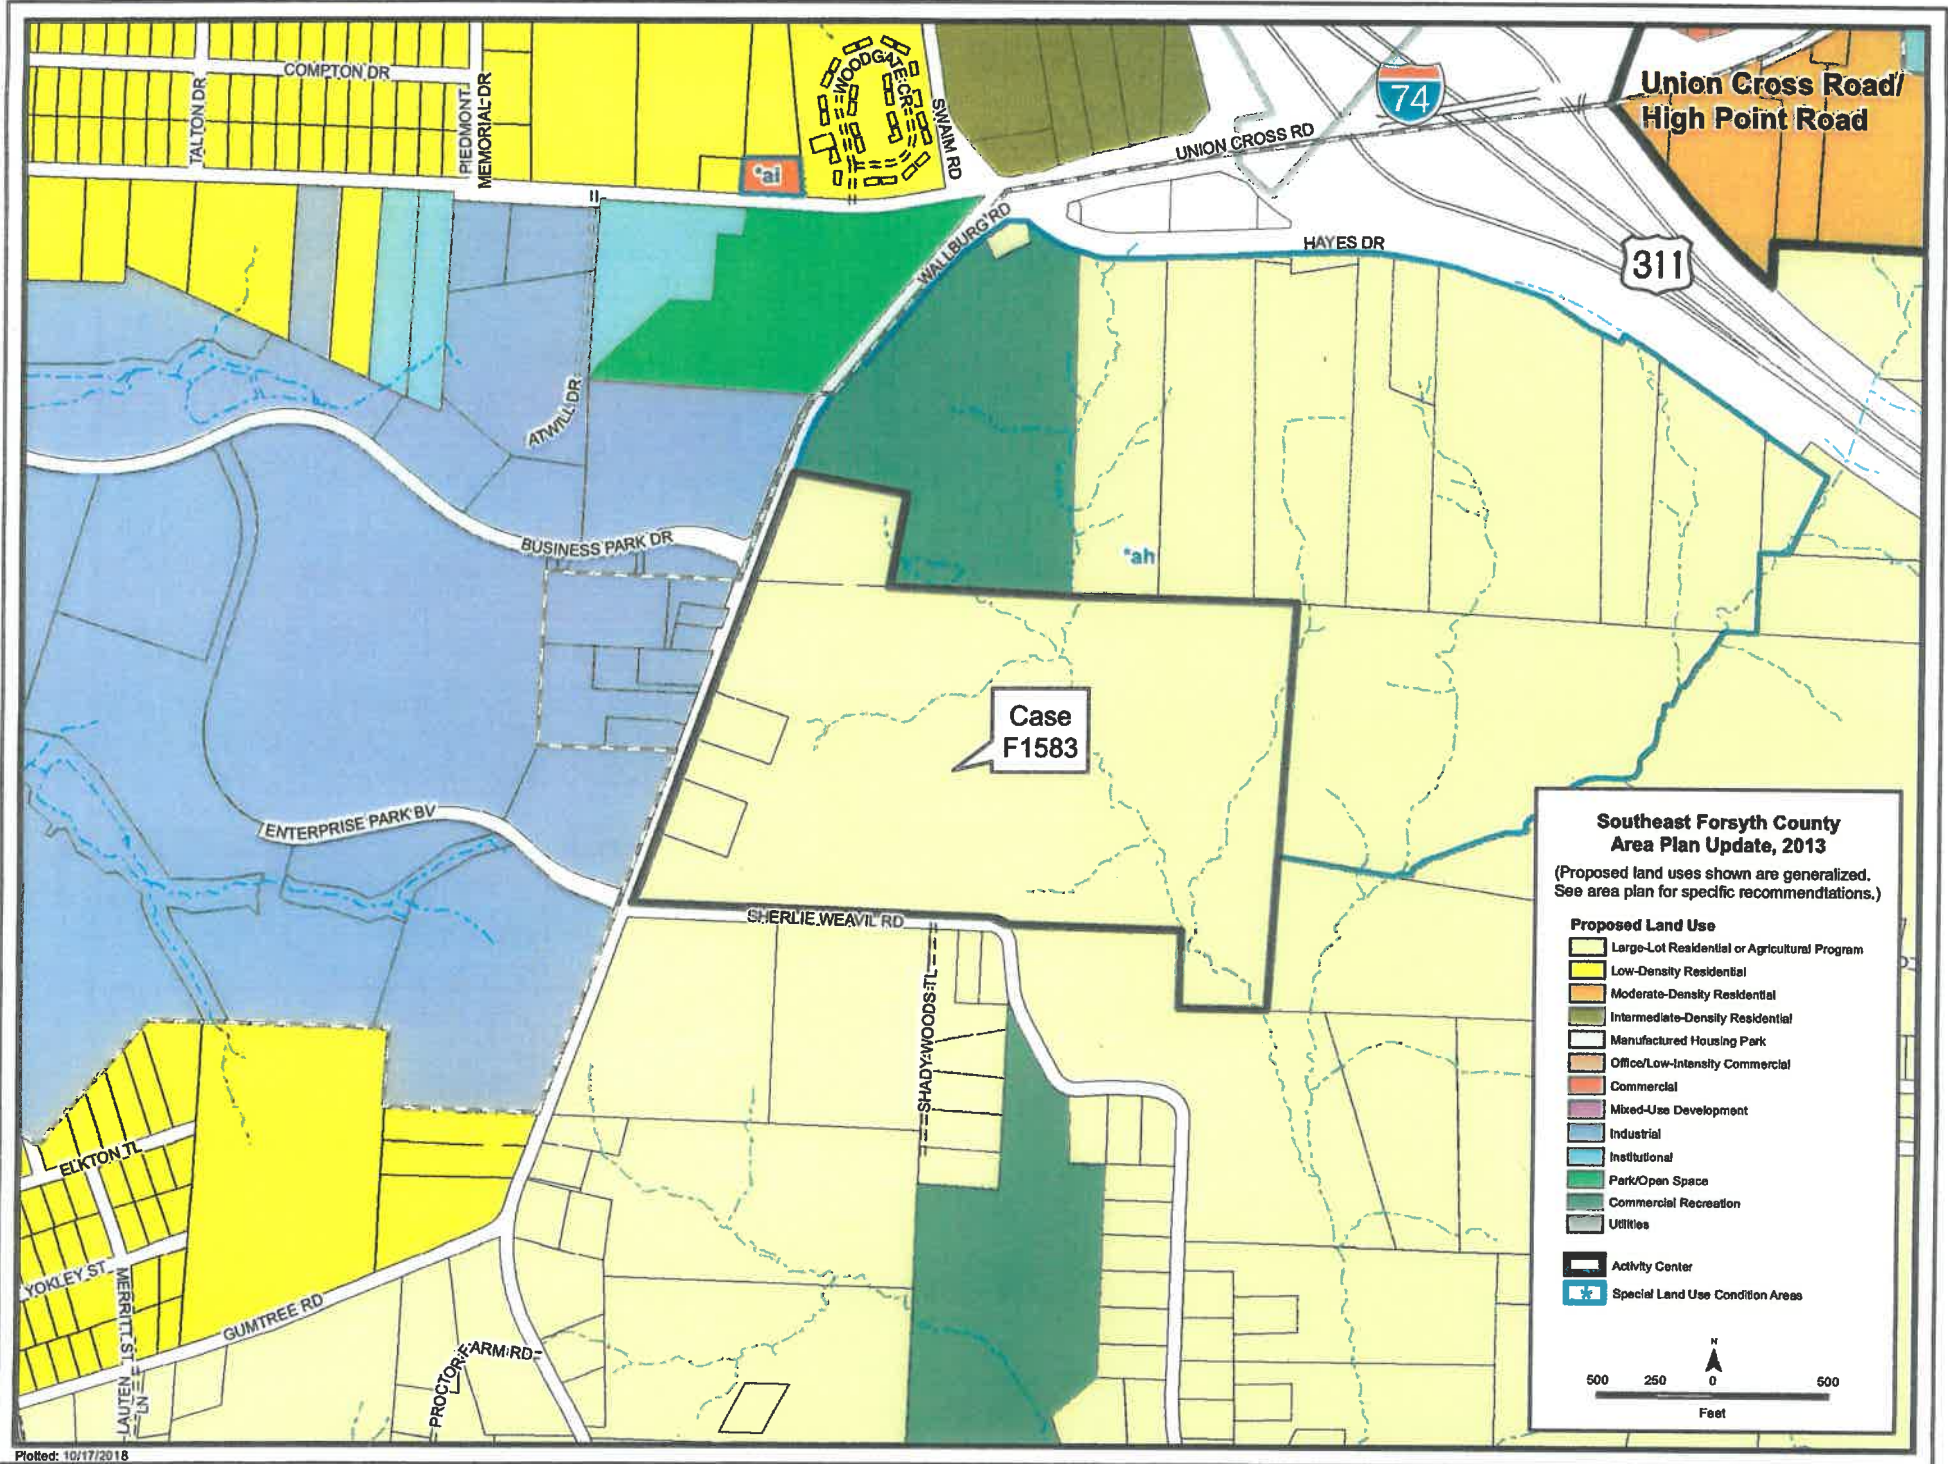 COMPTON DR
TALTON DR
PIEDMONT
MEMORIAL DR
WOODGATE CR
SWAIM RD
*ai
UNION CROSS RD
74
Union Cross Road/
High Point Road
WALLBURG RD
HAYES DR
311
ATWILL DR
BUSINESS PARK DR
*ah
Case
F1583
ENTERPRISE PARK BV
SHERLIE WEAVIL RD
SHADY WOODS TL
ELKTON TL
YOKLEY ST
MERRITT ST
LAUTEN
LN
GUMTREE RD
PROCTOR FARM RD
Southeast Forsyth County
Area Plan Update, 2013
(Proposed land uses shown are generalized.
See area plan for specific recommendtations.)
Proposed Land Use
Large-Lot Residential or Agricultural Program
Low-Density Residential
Moderate-Density Residential
Intermediate-Density Residential
Manufactured Housing Park
Office/Low-Intensity Commercial
Commercial
Mixed-Use Development
Industrial
Institutional
Park/Open Space
Commercial Recreation
Utilities
Activity Center
* Special Land Use Condition Areas
N
500 250 0 500
Feet
Plotted: 10/17/2018